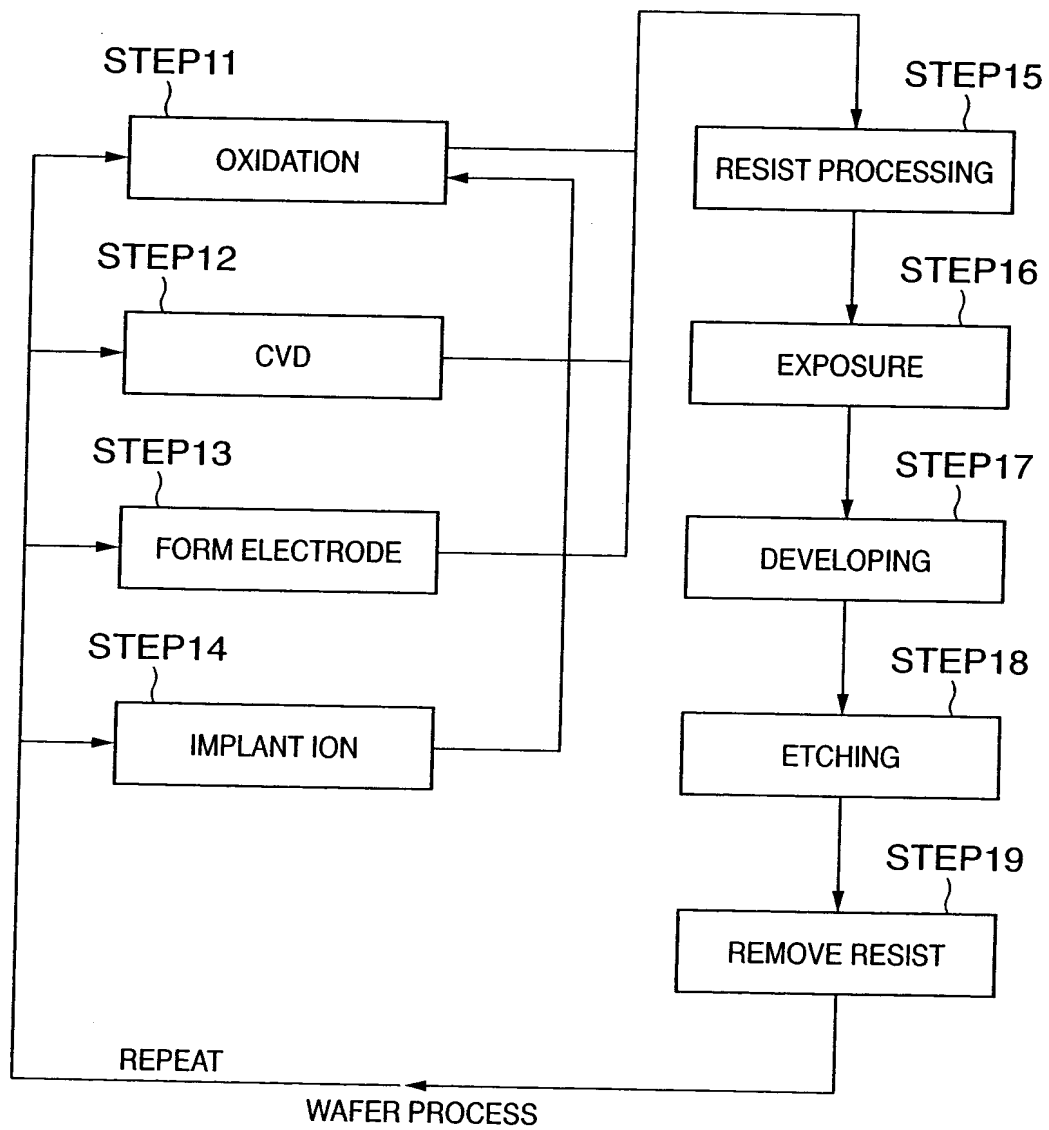 STEP11
OXIDATION
STEP12
CVD
STEP13
FORM ELECTRODE
STEP14
IMPLANT ION
STEP15
RESIST PROCESSING
STEP16
EXPOSURE
STEP17
DEVELOPING
STEP18
ETCHING
STEP19
REMOVE RESIST
REPEAT
WAFER PROCESS